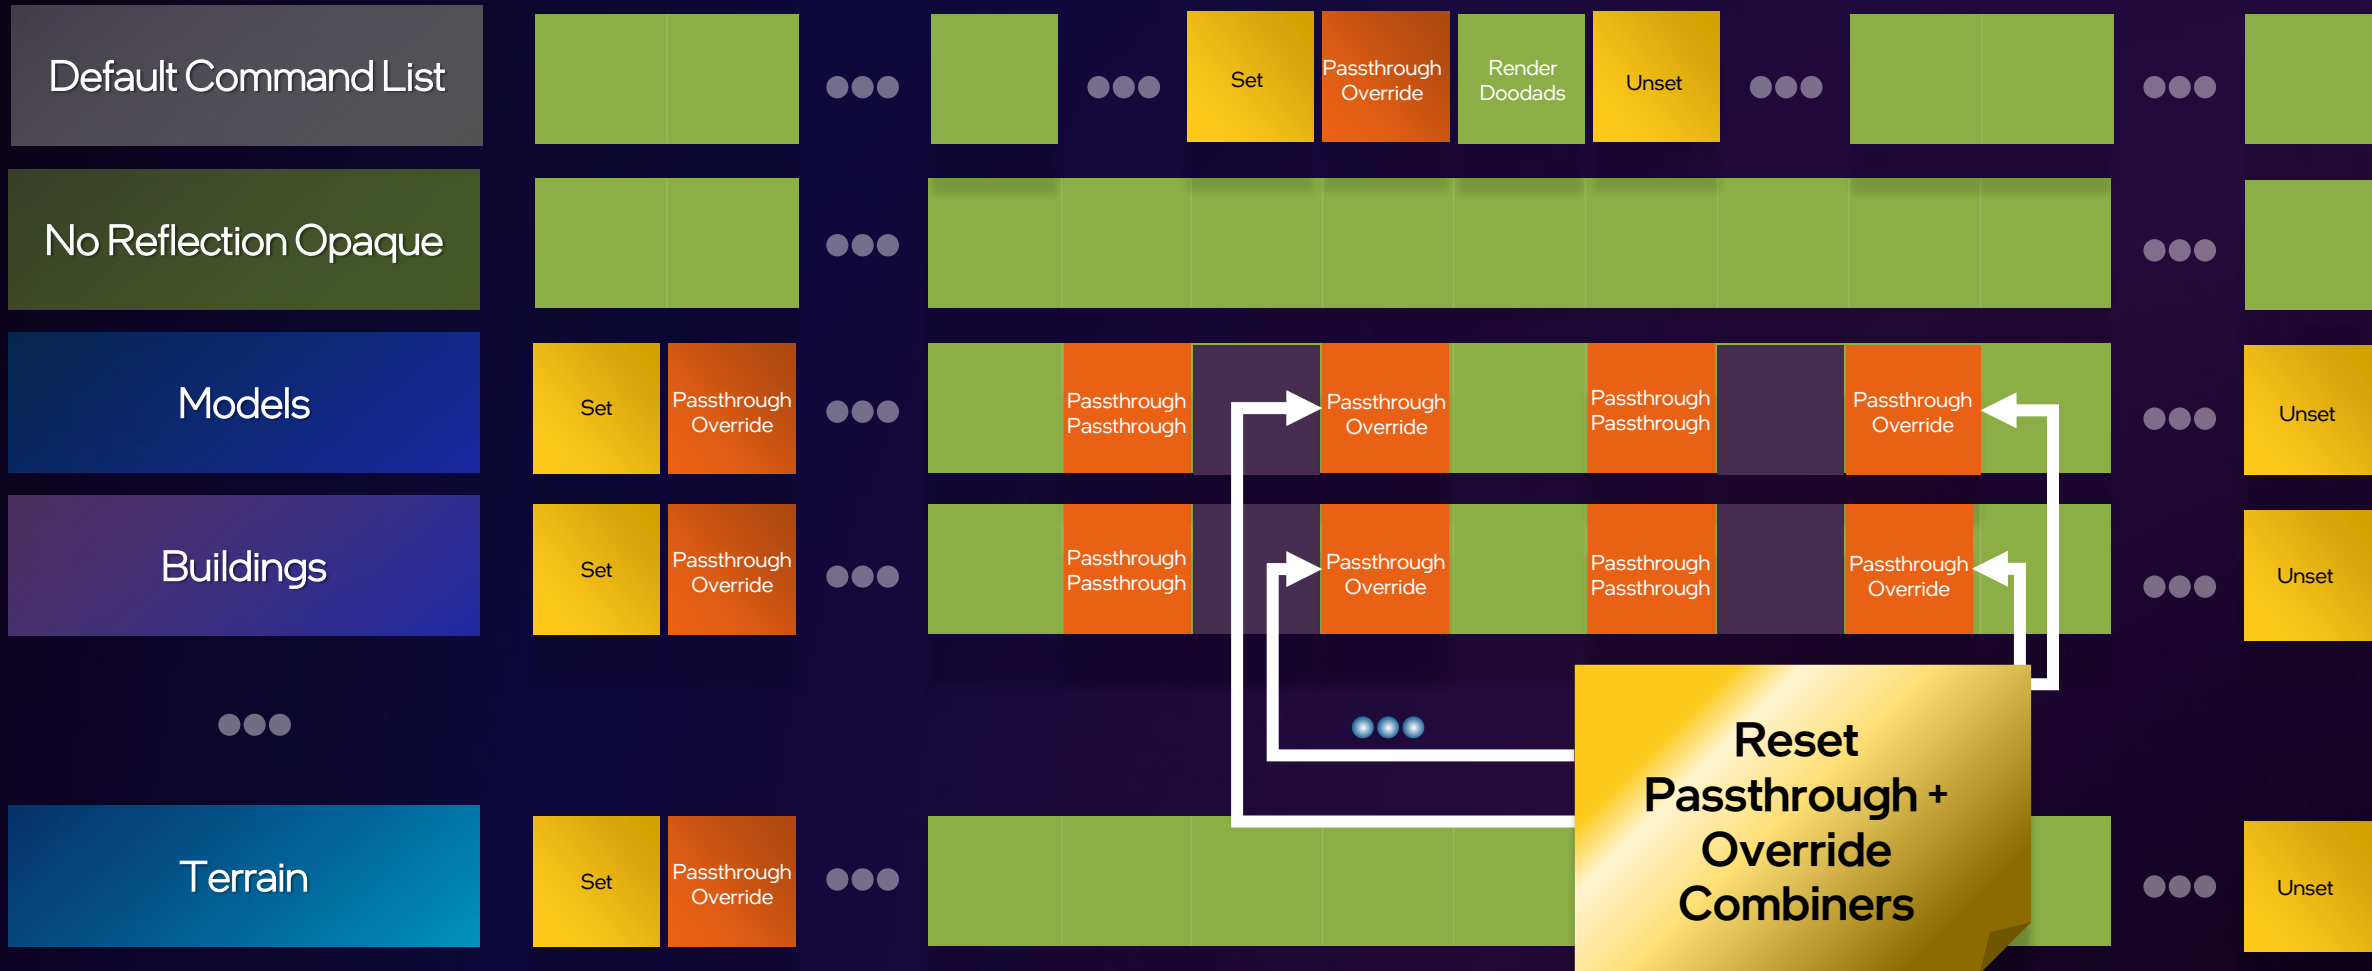 Default Command List
Set
Passthrough
Override
Render
Doodads
Unset
No Reflection Opaque
Models
Set
Passthrough
Override
Passthrough
Passthrough
Passthrough
Override
Passthrough
Passthrough
Passthrough
Override
Unset
Buildings
Set
Passthrough
Override
Passthrough
Passthrough
Passthrough
Override
Passthrough
Passthrough
Passthrough
Override
Unset
Reset
Passthrough +
Override
Combiners
Terrain
Set
Passthrough
Override
Unset